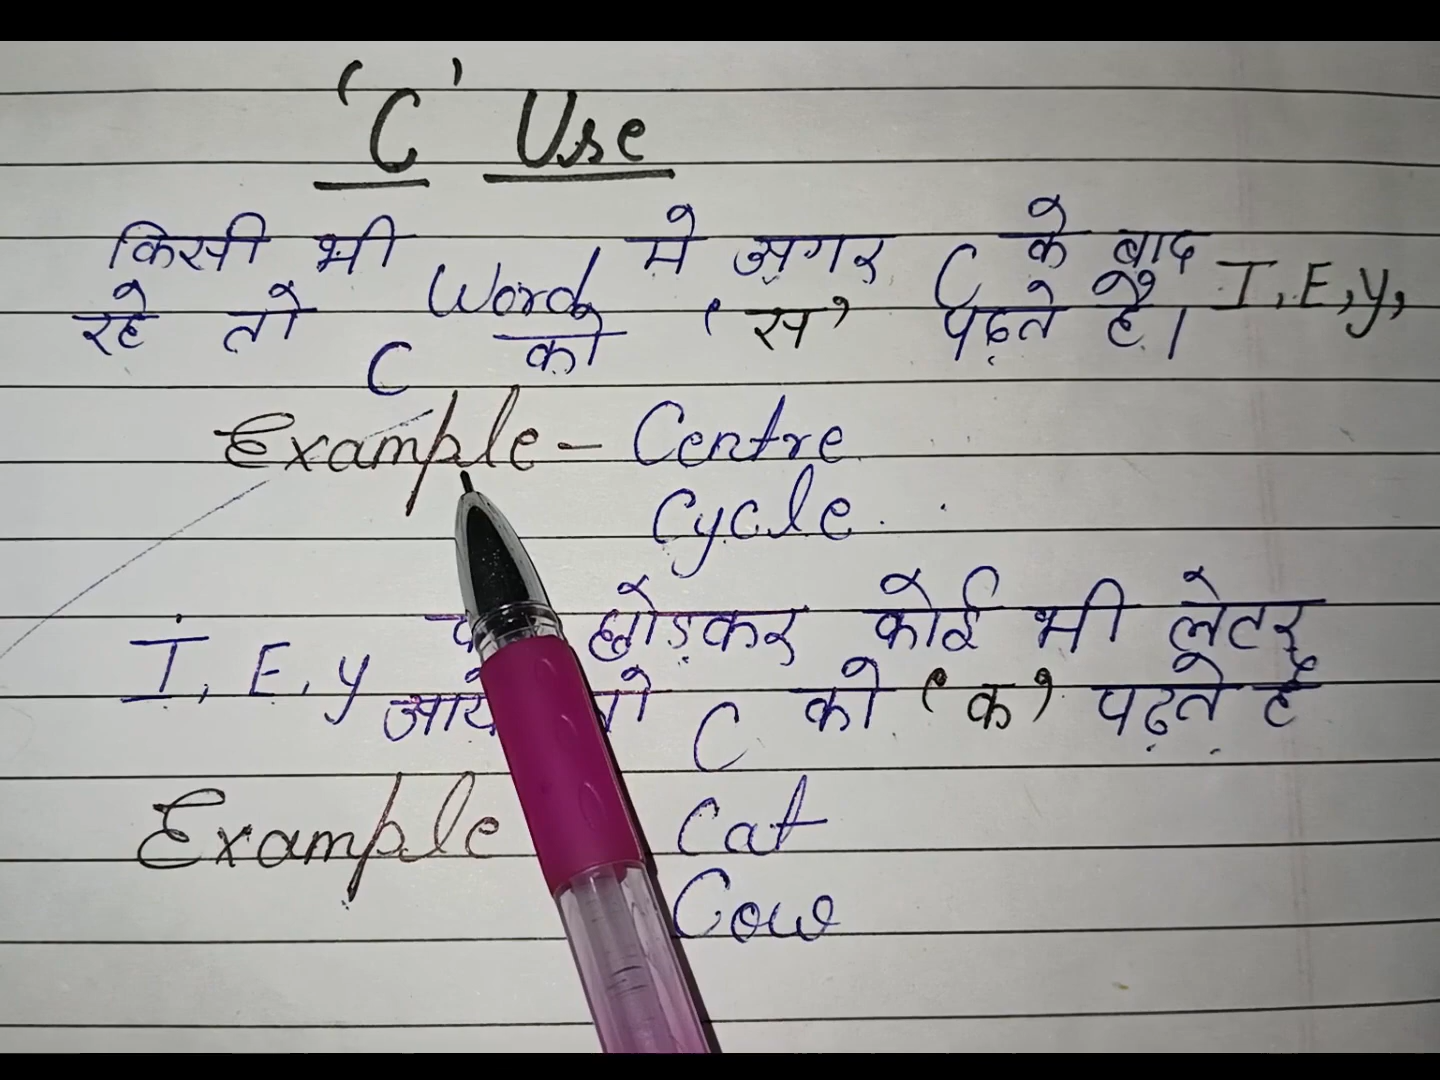 'C' Use
किसी भी Word में अगर C के बाद I, E, y,
रहे तो C को 'स' पढ़ते हैं।
Example - Centre
Cycle
I, E, y छोड़कर कोई भी लेटर
C को 'क' पढ़ते है
Example Cat
Cow